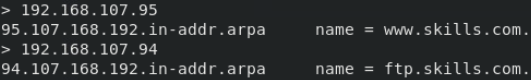 > 192.168.107.95
95.107.168.192.in-addr.arpa     name = www.skills.com.
> 192.168.107.94
94.107.168.192.in-addr.arpa     name = ftp.skills.com.